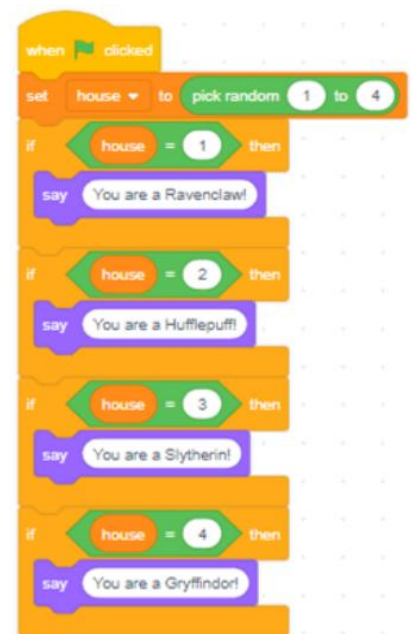 when clicked
set house to pick random 1 to 4
if house = 1 then
say You are a Ravenclaw!
if house = 2 then
say You are a Hufflepuff!
if house = 3 then
say You are a Slytherin!
if house = 4 then
say You are a Gryffindor!